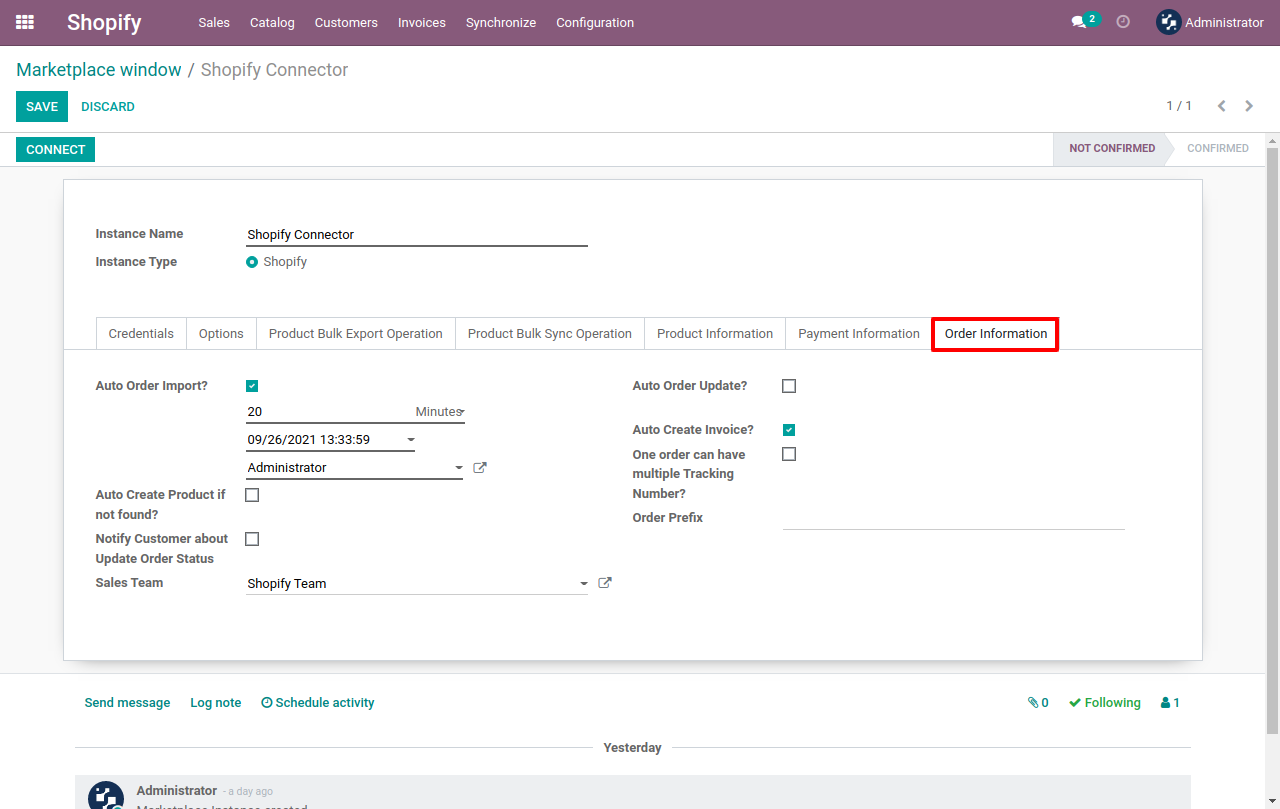 Shopify Sales Catalog Customers Invoices Synchronize Configuration 2 Administrator
Marketplace window / Shopify Connector
SAVE DISCARD 1 / 1
CONNECT NOT CONFIRMED CONFIRMED
Instance Name Shopify Connector
Instance Type Shopify
Credentials Options Product Bulk Export Operation Product Bulk Sync Operation Product Information Payment Information Order Information
Auto Order Import?
20 Minutes
09/26/2021 13:33:59
Administrator
Auto Create Product if
not found?
Notify Customer about
Update Order Status
Sales Team Shopify Team
Auto Order Update?
Auto Create Invoice?
One order can have
multiple Tracking
Number?
Order Prefix
Send message Log note Schedule activity 0 Following 1
Yesterday
Administrator - a day ago
Marketplace Instance created